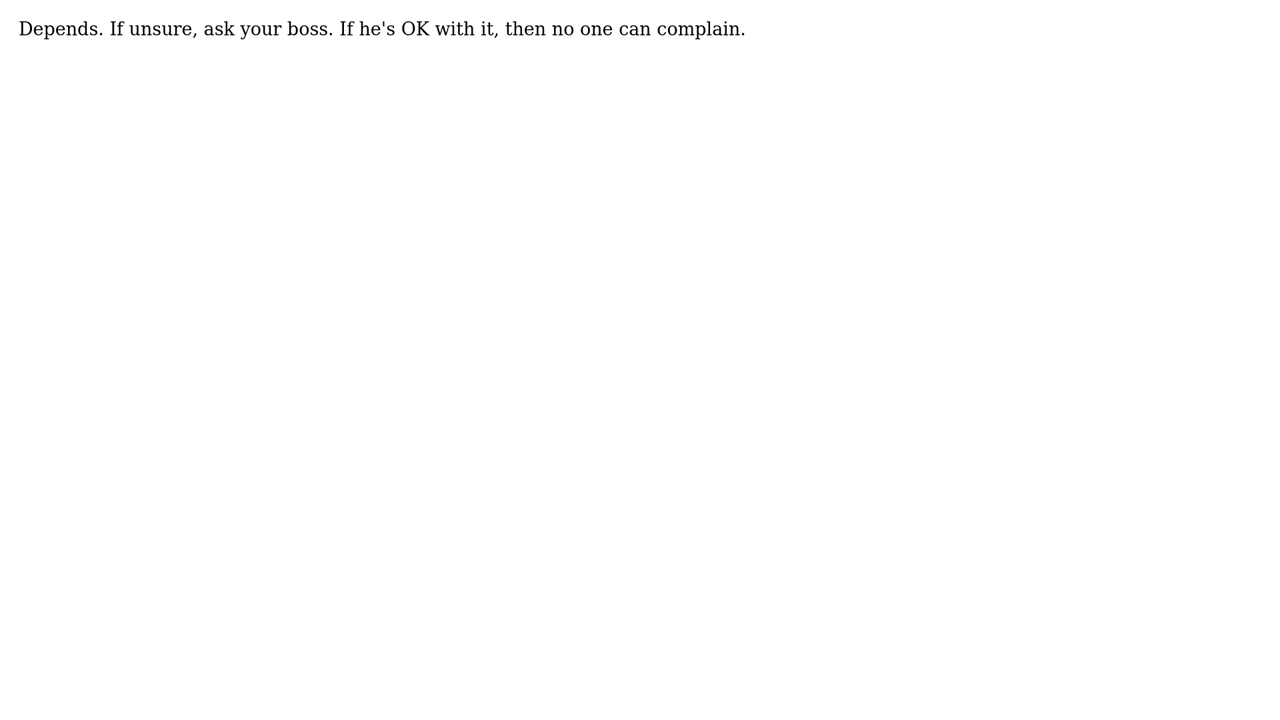 Depends. If unsure, ask your boss. If he's OK with it, then no one can complain.